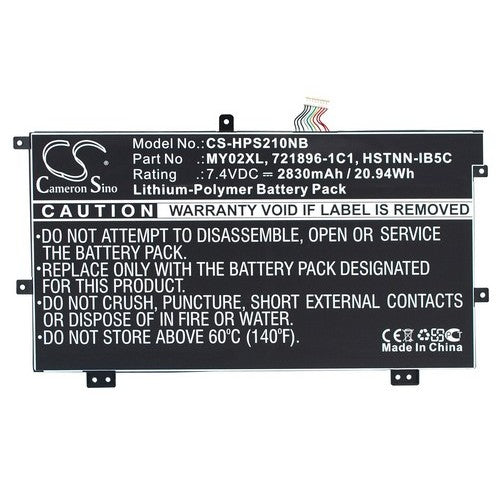 CS
Cameron Sino
Model No. : CS-HPS210NB
Part No : MY02XL, 721896-1C1, HSTNN-IB5C
Rating : 7.4VDC ⎓ 2830mAh / 20.94Wh
Lithium-Polymer Battery Pack
CAUTION WARRANTY VOID IF LABEL IS REMOVED
•DO NOT ATTEMPT TO DISASSEMBLE, OPEN OR SERVICE
THE BATTERY PACK.
•REPLACE ONLY WITH THE BATTERY PACK DESIGNATED
FOR THIS PRODUCT.
•DO NOT CRUSH, PUNCTURE, SHORT EXTERNAL CONTACTS
OR DISPOSE OF IN FIRE OR WATER.
•DO NOT STORE ABOVE 60℃ (140℉).
CE FC
Made In China